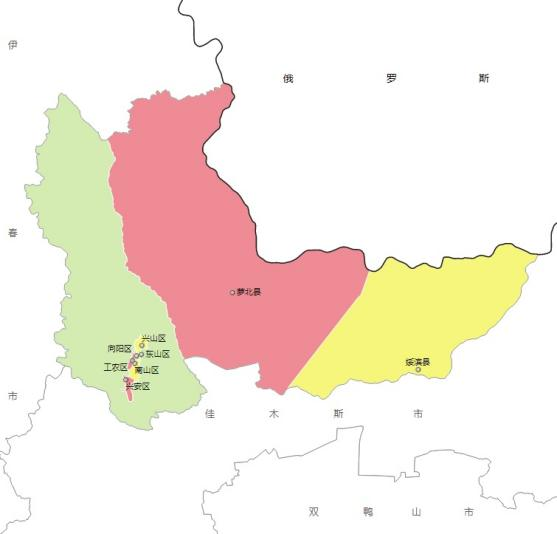 伊
俄 罗 斯
春
萝北县
兴山区
向阳区
东山区
绥滨县
工农区
南山区
兴安区
市
佳 木 斯 市
双 鸭 山 市